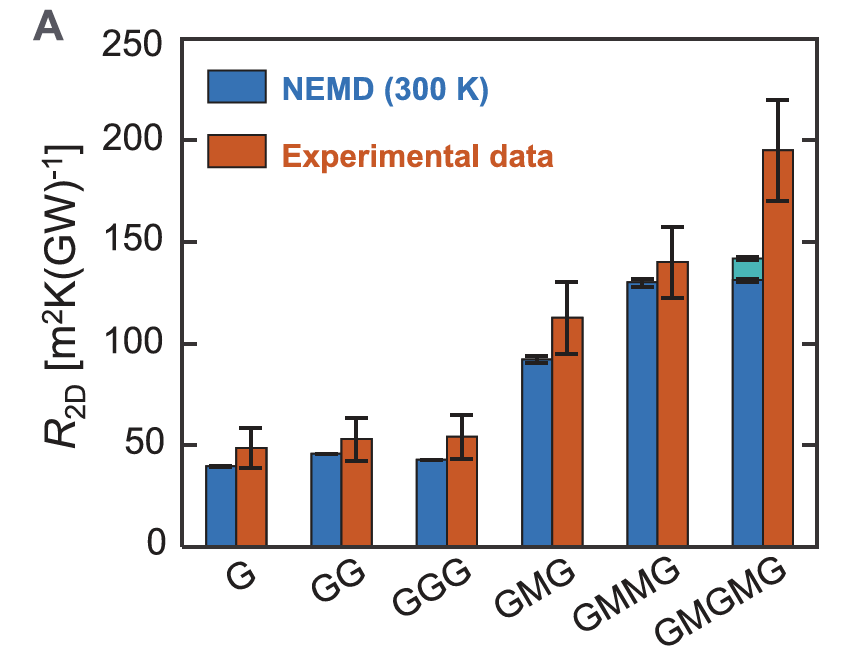 A
250
200
150
100
50
0
R2D [m²K(GW)⁻¹]
NEMD (300 K)
Experimental data
G
GG
GGG
GMG
GMMG
GMGMG